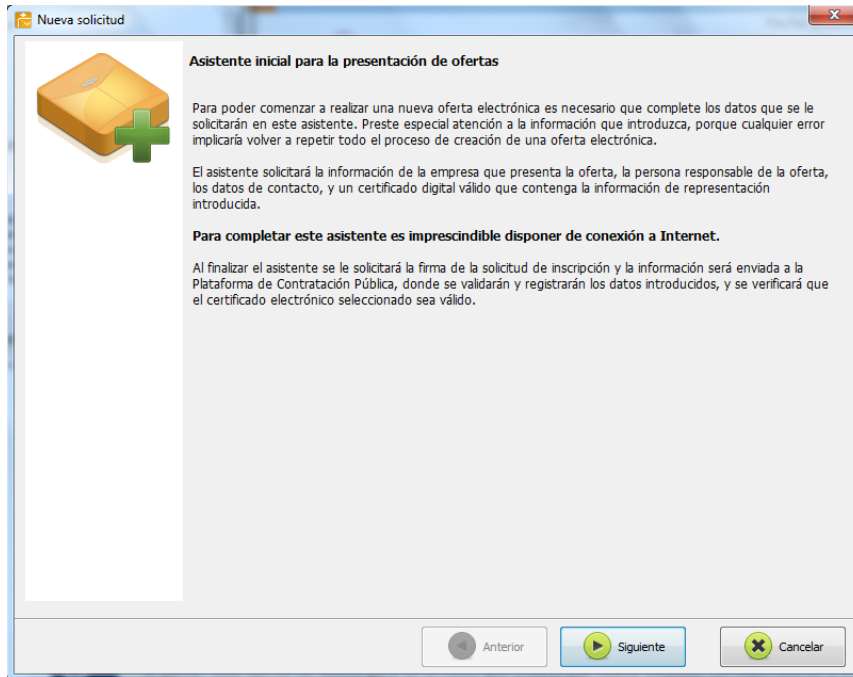 Nueva solicitud
Asistente inicial para la presentación de ofertas
Para poder comenzar a realizar una nueva oferta electrónica es necesario que complete los datos que se le
solicitarán en este asistente. Preste especial atención a la información que introduzca, porque cualquier error
implicaría volver a repetir todo el proceso de creación de una oferta electrónica.
El asistente solicitará la información de la empresa que presenta la oferta, la persona responsable de la oferta,
los datos de contacto, y un certificado digital válido que contenga la información de representación
introducida.
Para completar este asistente es imprescindible disponer de conexión a Internet.
Al finalizar el asistente se le solicitará la firma de la solicitud de inscripción y la información será enviada a la
Plataforma de Contratación Pública, donde se validarán y registrarán los datos introducidos, y se verificará que
el certificado electrónico seleccionado sea válido.
Anterior
Siguiente
Cancelar